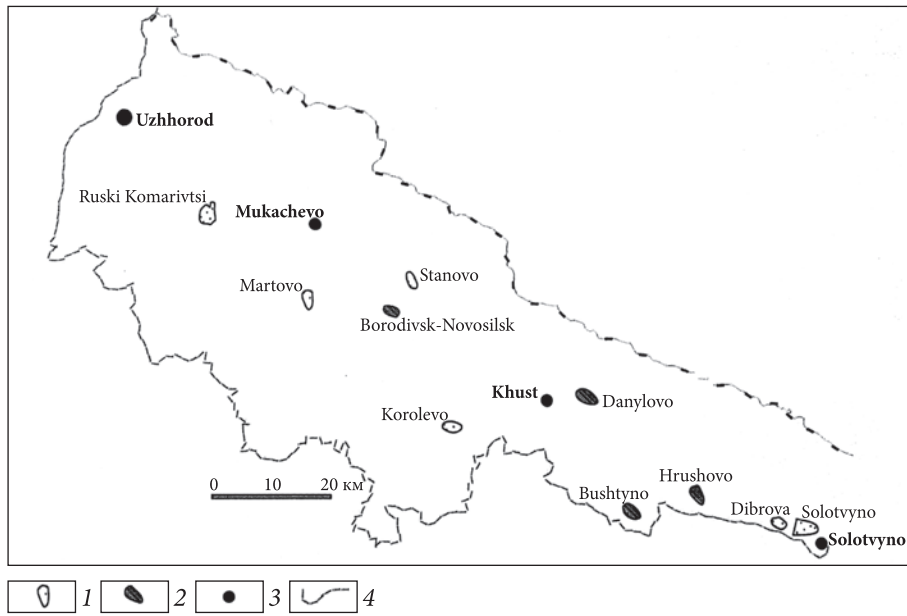 Uzhhorod
Ruski Komarivtsi
Mukachevo
Stanovo
Martovo
Borodivsk-Novosilsk
Khust
Danylovo
Korolevo
0 10 20 км
Hrushovo
Bushtyno
Dibrova
Solotvyno
Solotvyno
1 2 3 4